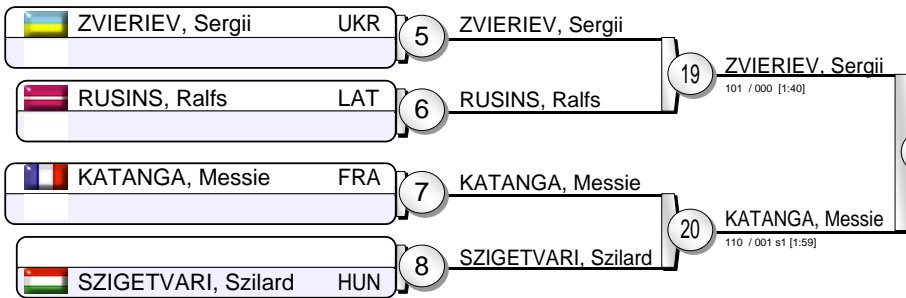 ZVIERIEV, Sergii UKR 5 ZVIERIEV, Sergii
19 ZVIERIEV, Sergii
101 / 000 [1:40]
RUSINS, Ralfs LAT 6 RUSINS, Ralfs
KATANGA, Messie FRA 7 KATANGA, Messie
20 KATANGA, Messie
110 / 001 s1 [1:59]
SZIGETVARI, Szilard HUN 8 SZIGETVARI, Szilard